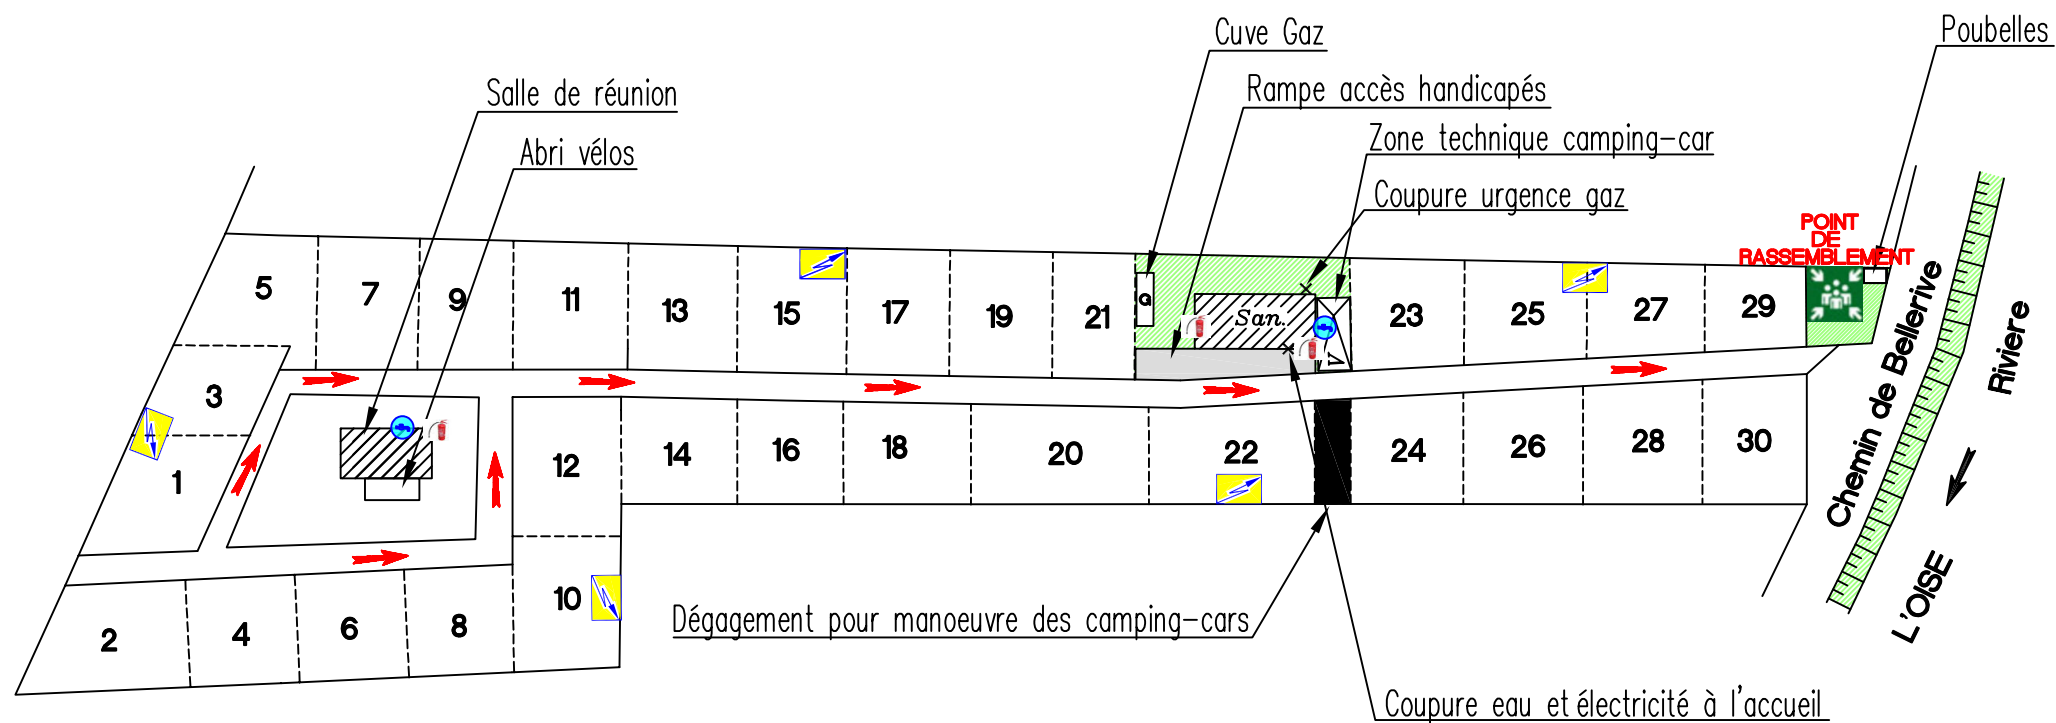 Cuve Gaz
Poubelles
Rampe accès handicapés
Salle de réunion
Zone technique camping-car
Abri vélos
Coupure urgence gaz
POINT
DE
RASSEMBLEMENT
5
7
9
11
13
15
17
19
21
G
San.
V
23
25
27
29
Chemin de Bellerive
Riviere
3
1
12
14
16
18
20
22
24
26
28
30
L'OISE
2
4
6
8
10
Dégagement pour manoeuvre des camping-cars
Coupure eau et électricité à l'accueil